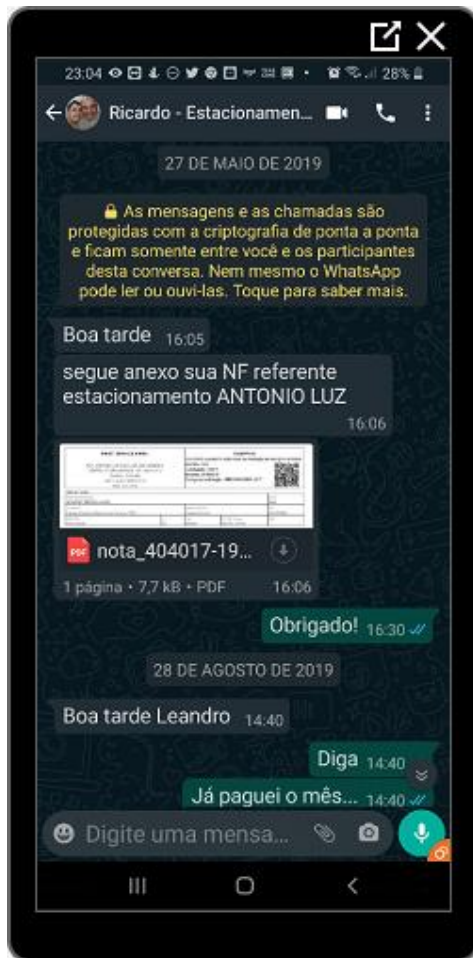 23:04
28%
Ricardo - Estacionamen...
27 DE MAIO DE 2019
As mensagens e as chamadas são
protegidas com a criptografia de ponta a ponta
e ficam somente entre você e os participantes
desta conversa. Nem mesmo o WhatsApp
pode ler ou ouvi-las. Toque para saber mais.
Boa tarde 16:05
segue anexo sua NF referente
estacionamento ANTONIO LUZ
16:06
PDF nota_404017-19...
1 página • 7,7 kB • PDF 16:06
Obrigado! 16:30
28 DE AGOSTO DE 2019
Boa tarde Leandro 14:40
Diga 14:40
Já paguei o mês... 14:40
Digite uma mensa...